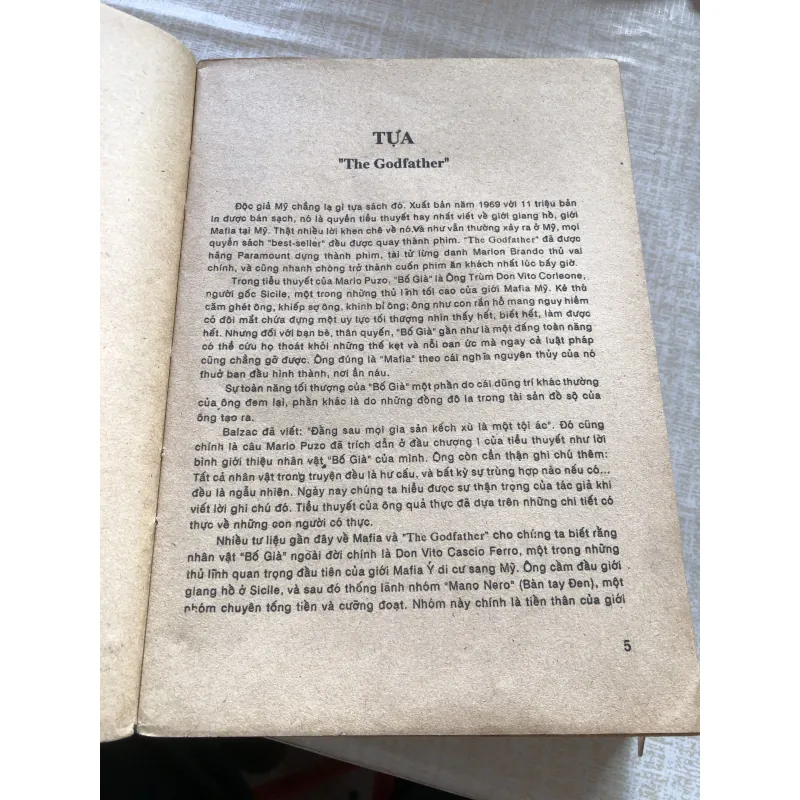 TỰA
"The Godfather"
Độc giả Mỹ chẳng lạ gì tựa sách đó. Xuất bản năm 1969 với 11 triệu bản
in được bán sạch, nó là quyển tiểu thuyết hay nhất viết về giới giang hồ, giới
Mafia tại Mỹ. Thật nhiều lời khen chê về nó.Và như vẫn thường xảy ra ở Mỹ, mọi
quyển sách "best-seller" đều được quay thành phim. "The Godfather" đã được
hãng Paramount dựng thành phim, tài tử lừng danh Marlon Brando thủ vai
chính, và cũng nhanh chòng trở thành cuốn phim ăn khách nhất lúc bấy giờ.
Trong tiểu thuyết của Mario Puzo, "Bố Già" là Ông Trùm Don Vito Corleone,
người gốc Sicile, một trong những thủ lĩnh tối cao của giới Mafia Mỹ. Kẻ thù
căm ghét ông, khiếp sợ ông, khinh bỉ ông; ông như con rắn hổ mang nguy hiểm
có đôi mắt chứa đựng một uy lực tối thượng nhìn thấy hết, biết hết, làm được
hết. Nhưng đối với bạn bè, thân quyến, "Bố Già" gần như là một đấng toàn năng
có thể cứu họ thoát khỏi những thế kẹt và nỗi oan ức mà ngay cả luật pháp
cũng chẳng gỡ được. Ông đúng là "Mafia" theo cái nghĩa nguyên thủy của nó
thuở ban đầu hình thành, nơi ẩn náu.
Sự toàn năng tối thượng của "Bố Già" một phần do cái dũng trí khác thường
của ông đem lại, phần khác là do những đồng đô la trong tài sản đồ sộ của
ông tạo ra.
Balzac đã viết: "Đằng sau mọi gia sản kếch xù là một tội ác". Đó cũng
chính là câu Mario Puzo đã trích dẫn ở đầu chượng I của tiểu thuyết như lời
bình giới thiệu nhân vật "Bố Già" của mình. Ông còn cẩn thận ghi chú thêm:
Tất cả nhân vật trong truyện đều là hư cấu, và bất kỳ sự trùng hợp nào nếu có...
đều là ngẫu nhiên. Ngày nay chúng ta hiểu được sự thận trọng của tác giả khi
viết lời ghi chú đó. Tiểu thuyết của ông quả thực đã dựa trên những chi tiết có
thực về những con người có thực.
Nhiều tư liệu gần đây về Mafia và "The Godfather" cho chúng ta biết rằng
nhân vật "Bố Già" ngoài đời chính là Don Vito Cascio Ferro, một trong những
thủ lĩnh quan trọng đầu tiên của giới Mafia Ý di cư sang Mỹ. Ông cầm đầu giới
giang hồ ở Sicile, và sau đó thống lãnh nhóm "Mano Nero" (Bàn tay Đen), một
nhóm chuyên tống tiền và cưỡng đoạt. Nhóm này chính là tiền thân của giới
5